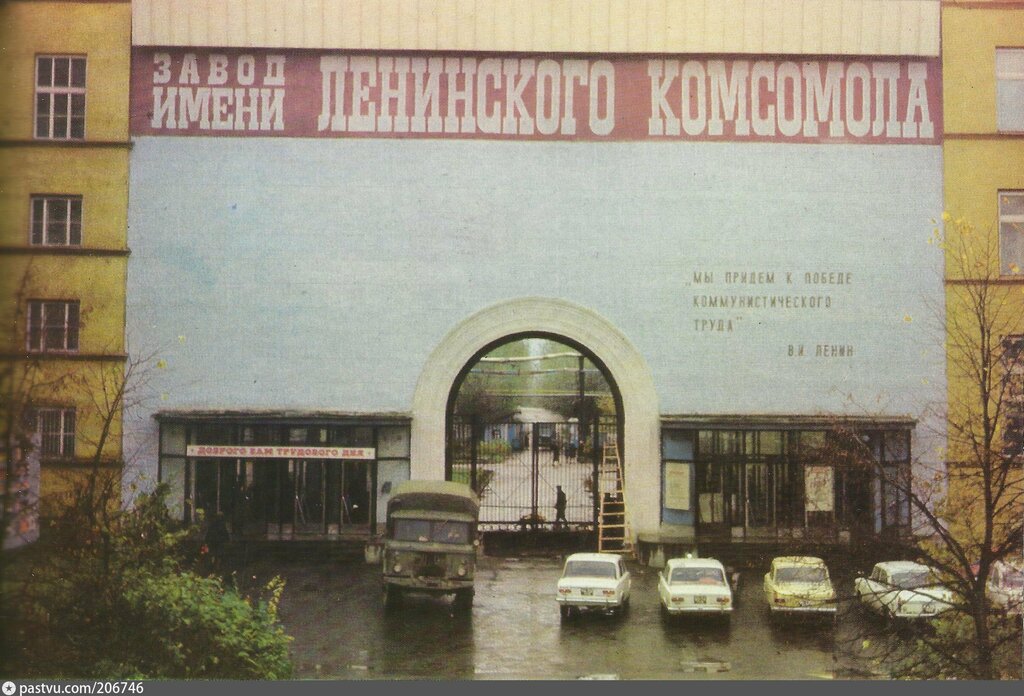 ЗАВОД
ИМЕНИ ЛЕНИНСКОГО КОМСОМОЛА
„МЫ ПРИДЕМ К ПОБЕДЕ
КОММУНИСТИЧЕСКОГО
ТРУДА"
В.И ЛЕНИН
ДОБРОГО ВАМ ТРУДОВОГО ДНЯ
pastvu.com/206746